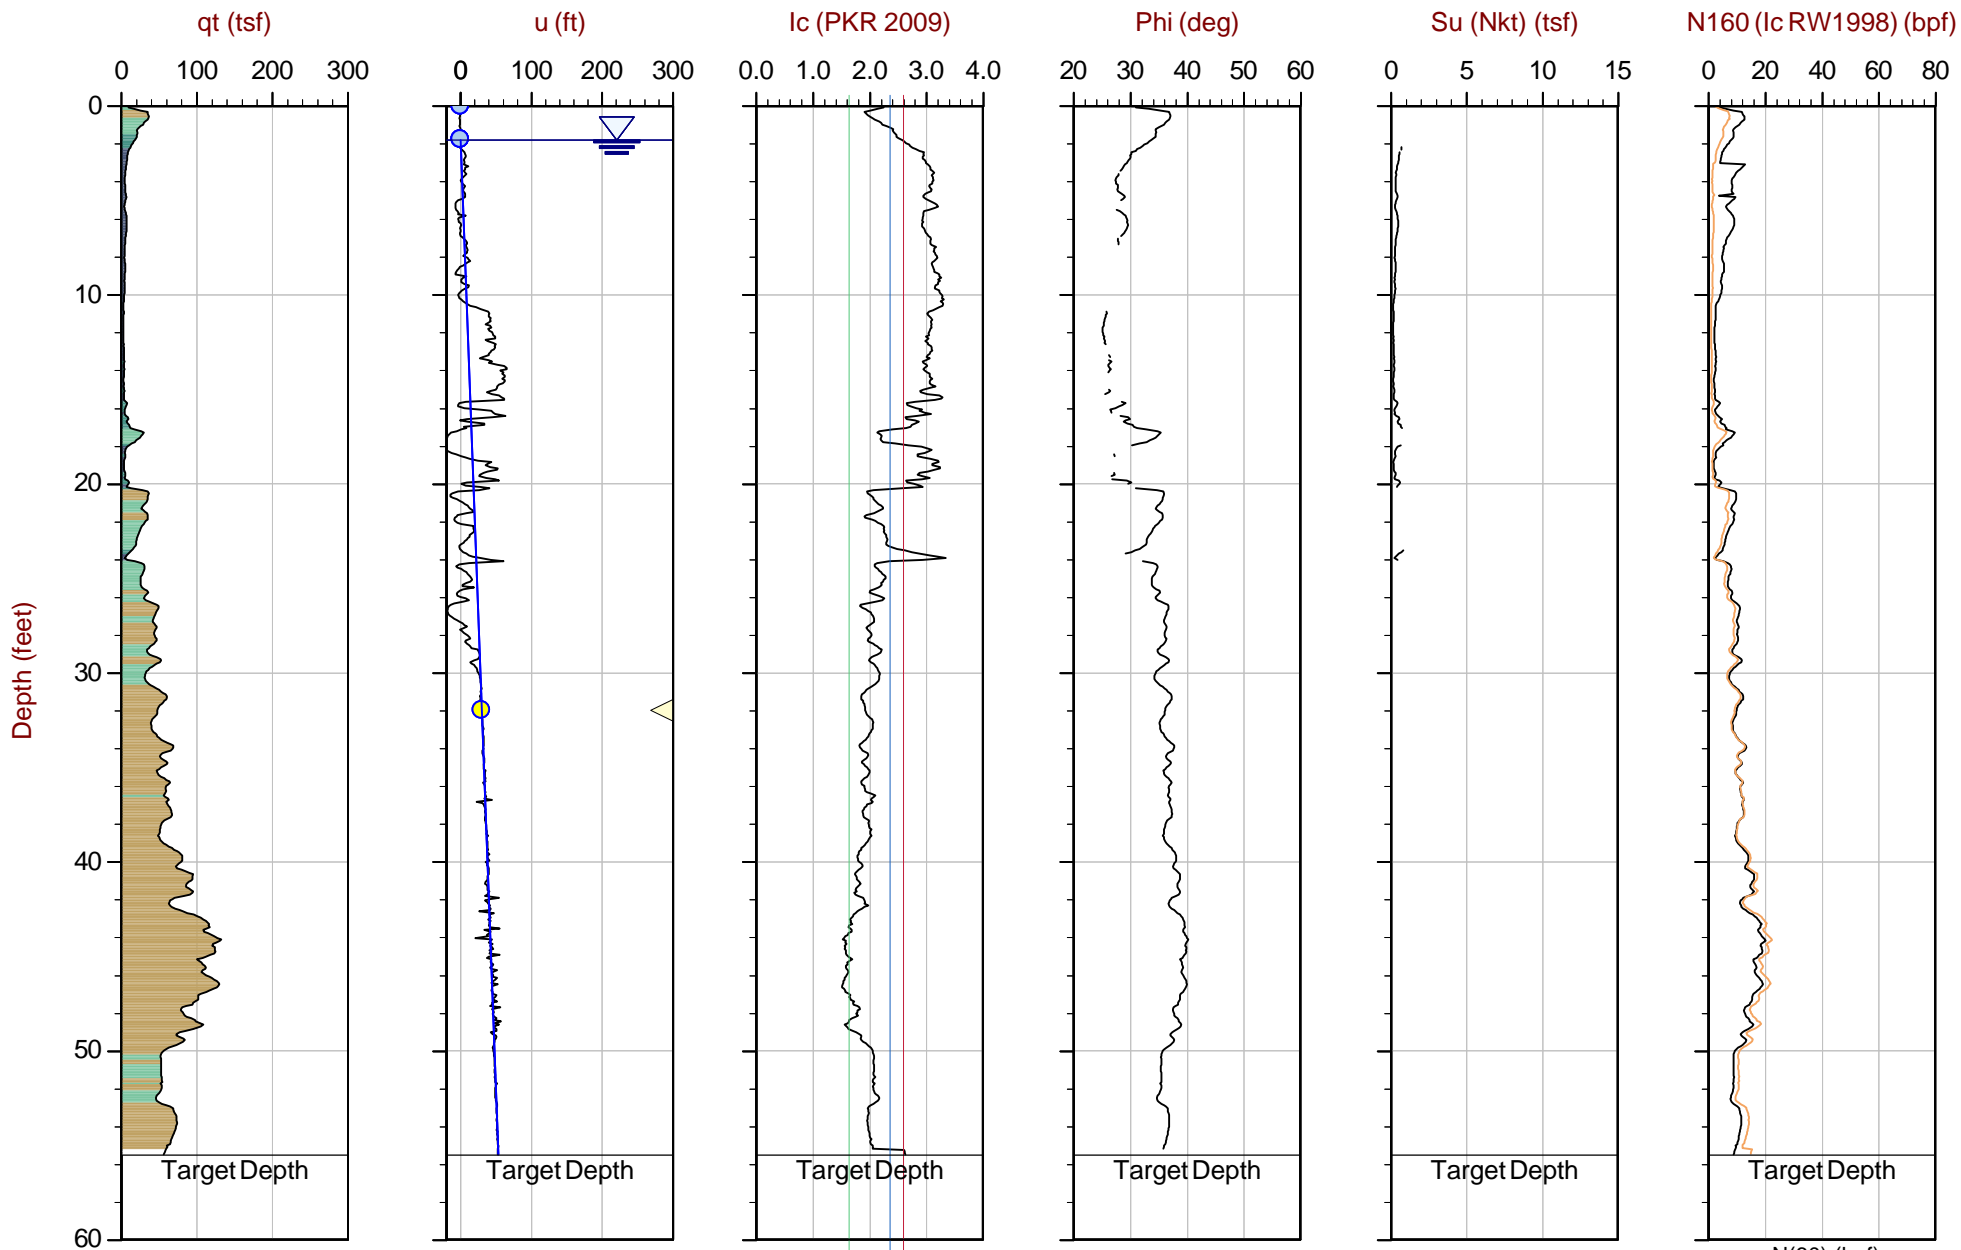 qt (tsf) u (ft) Ic (PKR 2009) Phi (deg) Su (Nkt) (tsf) N160 (Ic RW1998) (bpf)
0 100 200 300 0 100 200 300 0.0 1.0 2.0 3.0 4.0 20 30 40 50 60 0 5 10 15 0 20 40 60 80
0
10
20
30
40
50
60
Depth (feet)
Target Depth Target Depth Target Depth Target Depth Target Depth Target Depth